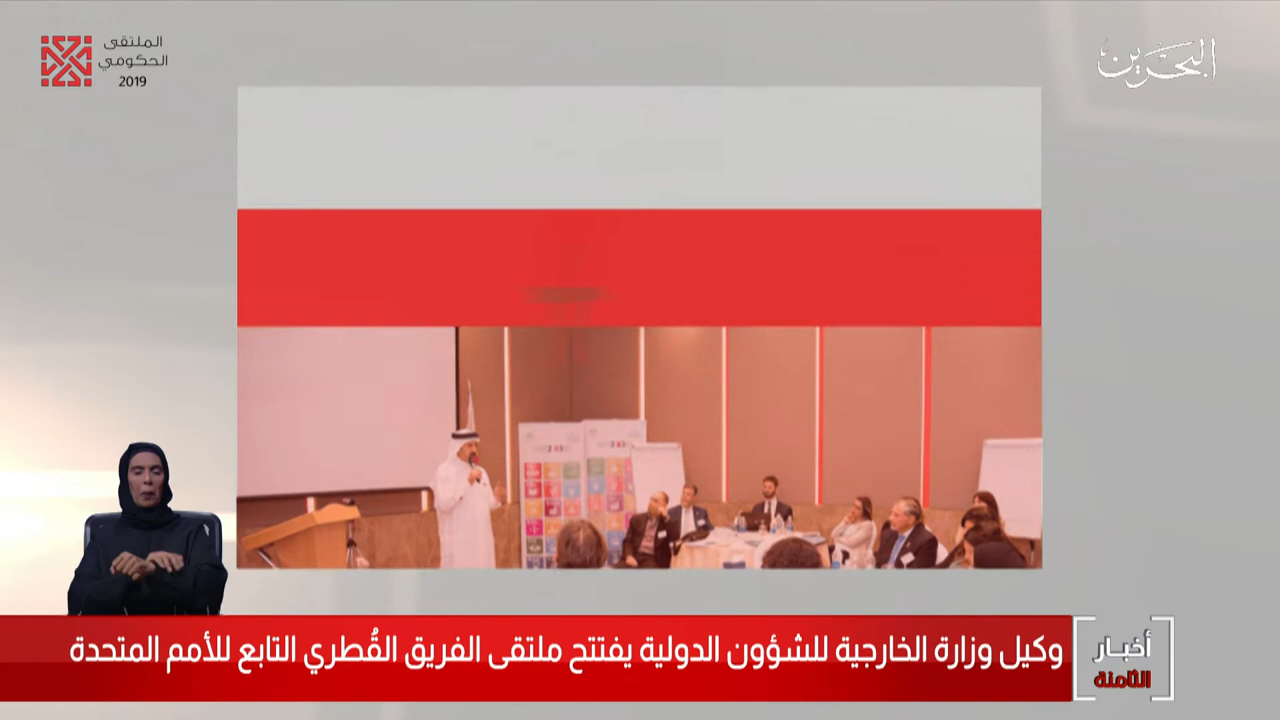 الملتقى
الحكومي
2019
البحرين
وكيل وزارة الخارجية للشؤون الدولية يفتتح ملتقى الفريق القُطري التابع للأمم المتحدة
أخبار
الثامنة